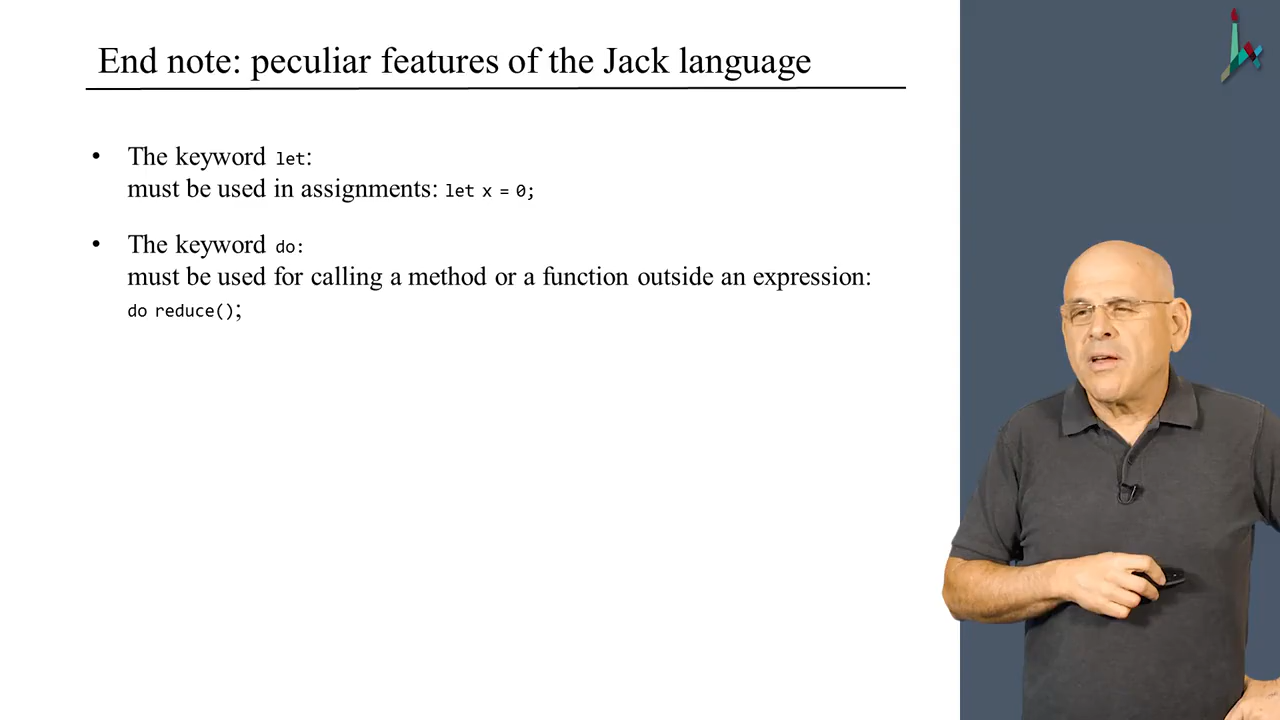 End note: peculiar features of the Jack language
• The keyword let:
must be used in assignments: let x = 0;
• The keyword do:
must be used for calling a method or a function outside an expression:
do reduce();